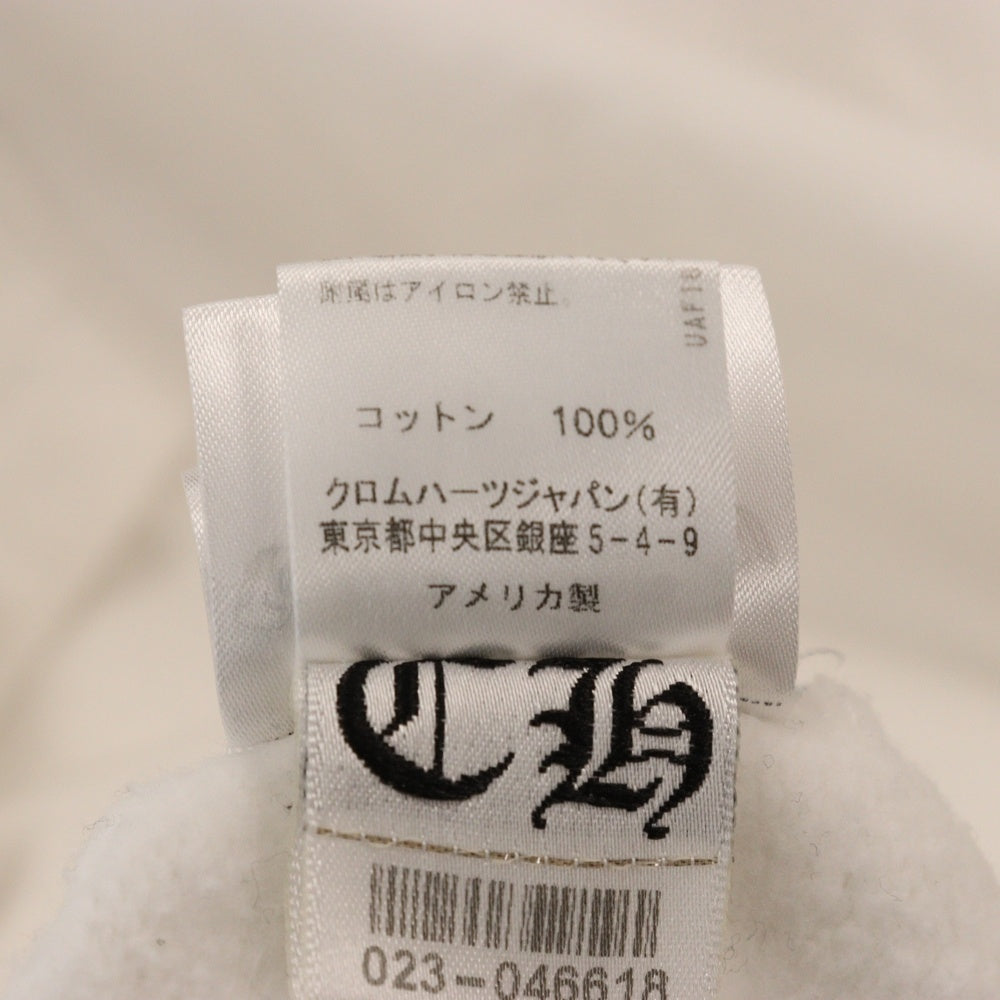 附属はアイロン禁止。
UAF18
コットン 100%
クロムハーツジャパン(有)
東京都中央区銀座5-4-9
アメリカ製
CH
023-046618